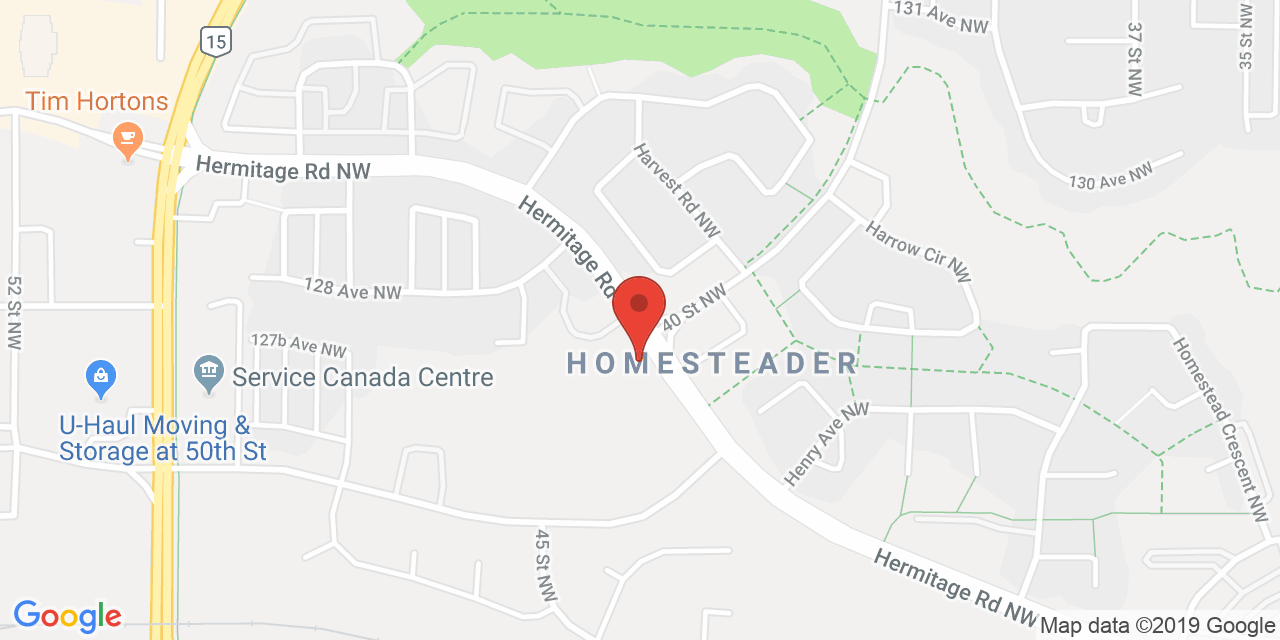 131 Ave NW
37 St NW
35 St NW
15
Tim Hortons
Hermitage Rd NW
Harvest Rd NW
130 Ave NW
Hermitage Rd
Harrow Cir NW
52 St NW
128 Ave NW
40 St NW
127b Ave NW
HOMESTEADER
Service Canada Centre
Homestead Crescent NW
U-Haul Moving &
Storage at 50th St
Henry Ave NW
45 St NW
Hermitage Rd NW
Google
Map data ©2019 Google